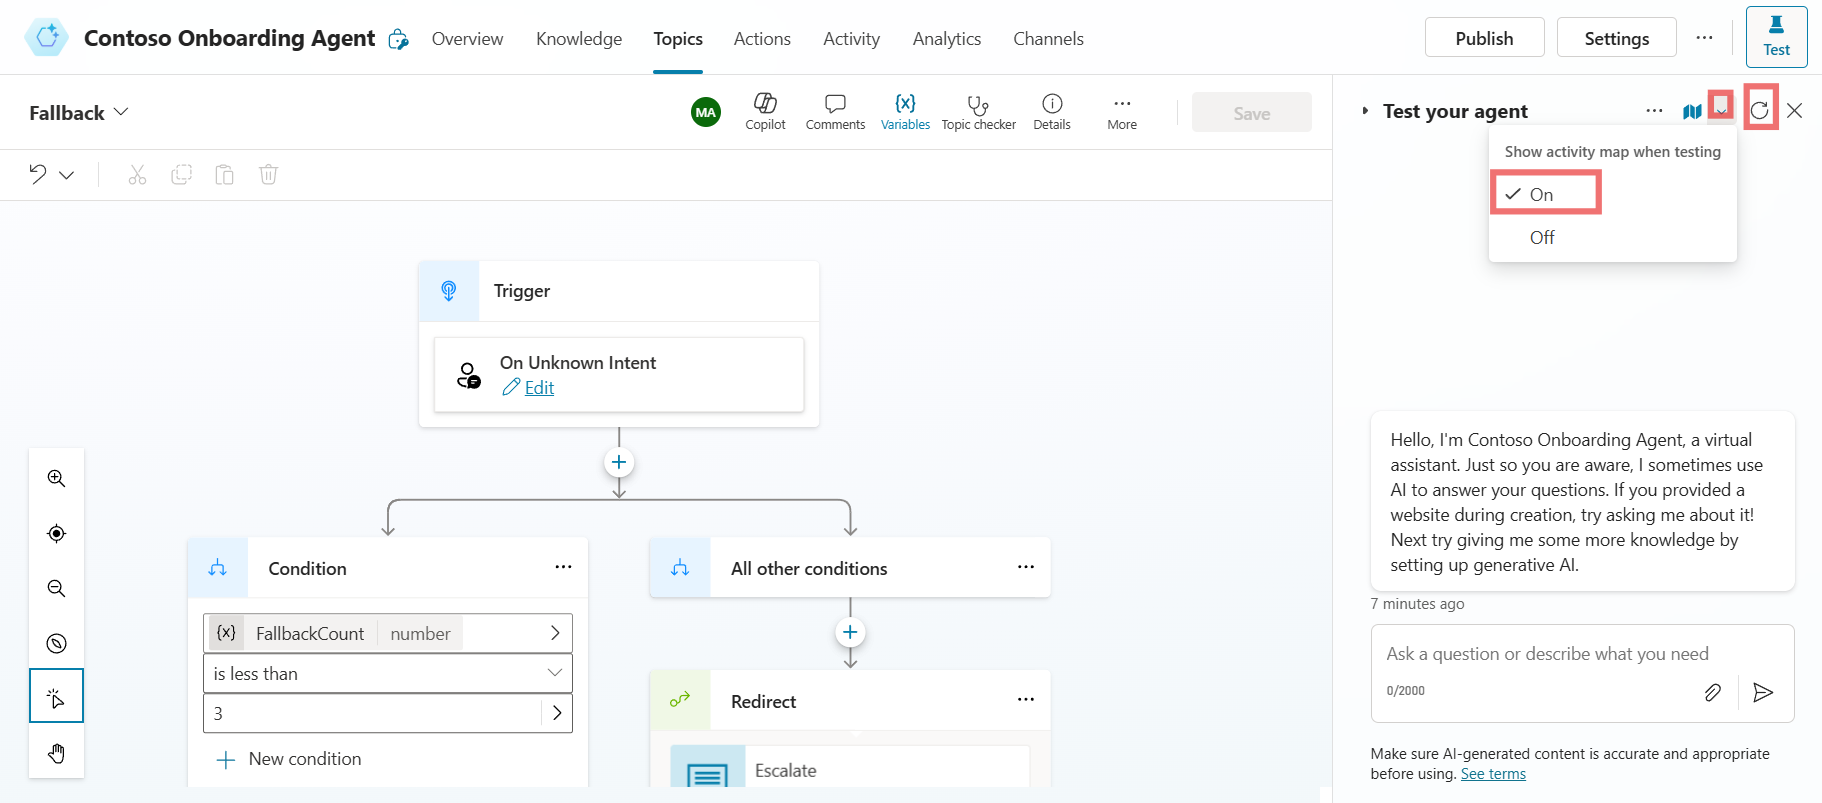 Contoso Onboarding Agent
Overview
Knowledge
Topics
Actions
Activity
Analytics
Channels
Publish
Settings
Test
Fallback
MA
Copilot
Comments
{x}
Variables
Topic checker
Details
More
Save
Test your agent
Show activity map when testing
On
Off
Trigger
On Unknown Intent
Edit
Condition
{x} FallbackCount number
is less than
3
New condition
All other conditions
Redirect
Escalate
Hello, I'm Contoso Onboarding Agent, a virtual
assistant. Just so you are aware, I sometimes use
AI to answer your questions. If you provided a
website during creation, try asking me about it!
Next try giving me some more knowledge by
setting up generative AI.
7 minutes ago
Ask a question or describe what you need
0/2000
Make sure AI-generated content is accurate and appropriate
before using. See terms